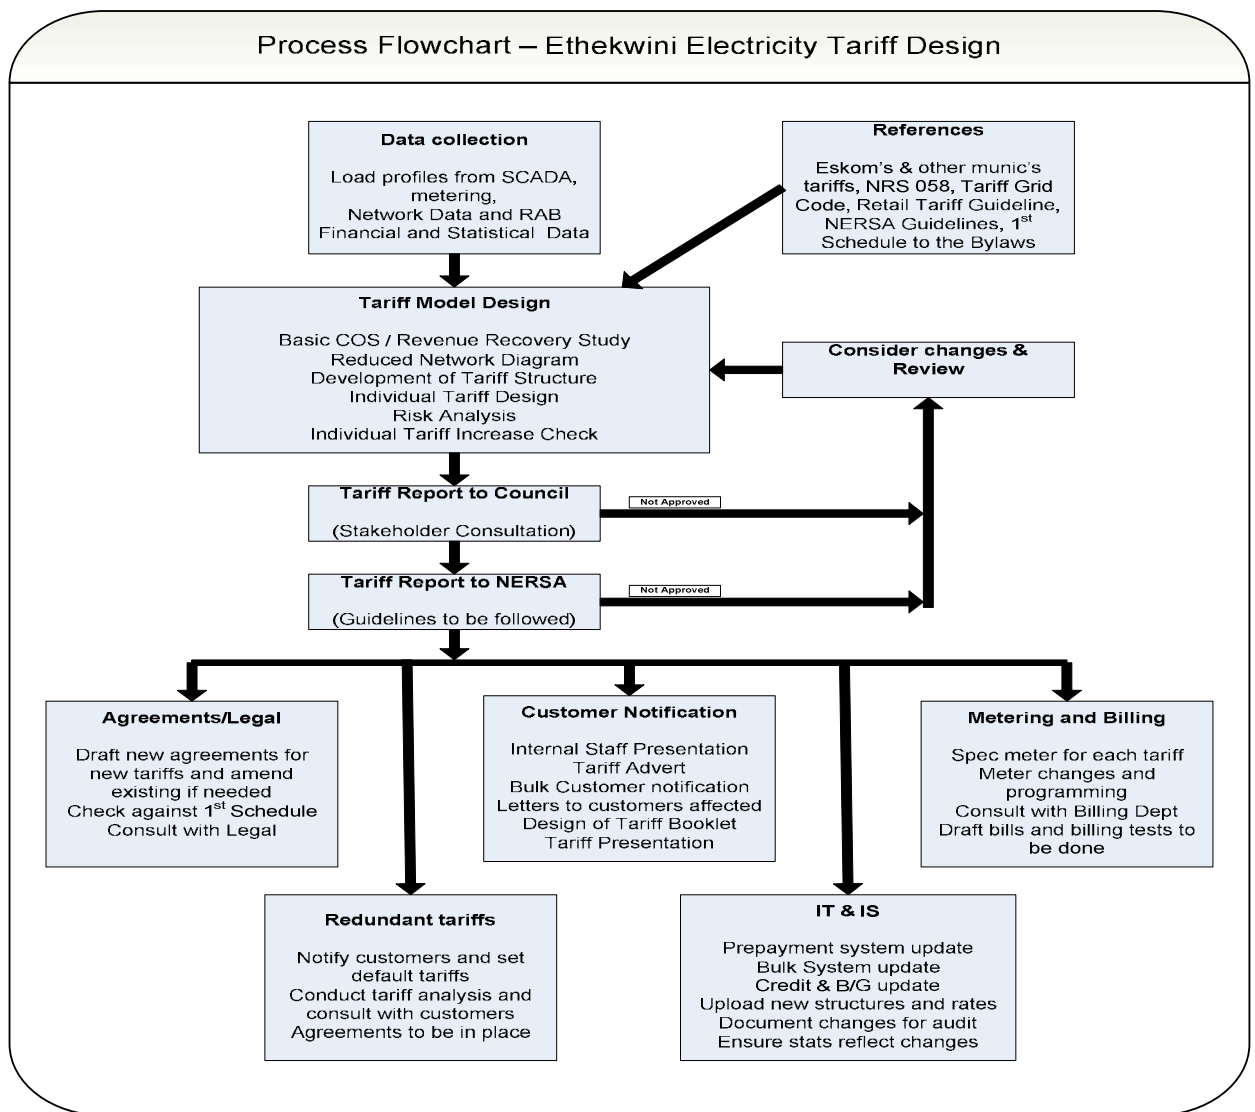 Process Flowchart – Ethekwini Electricity Tariff Design
Data collection
Load profiles from SCADA,
metering,
Network Data and RAB
Financial and Statistical Data
References
Eskom's & other munic's
tariffs, NRS 058, Tariff Grid
Code, Retail Tariff Guideline,
NERSA Guidelines, 1st
Schedule to the Bylaws
Tariff Model Design
Basic COS / Revenue Recovery Study
Reduced Network Diagram
Development of Tariff Structure
Individual Tariff Design
Risk Analysis
Individual Tariff Increase Check
Consider changes &
Review
Tariff Report to Council
(Stakeholder Consultation)
Not Approved
Tariff Report to NERSA
(Guidelines to be followed)
Not Approved
Agreements/Legal
Draft new agreements for
new tariffs and amend
existing if needed
Check against 1st Schedule
Consult with Legal
Customer Notification
Internal Staff Presentation
Tariff Advert
Bulk Customer notification
Letters to customers affected
Design of Tariff Booklet
Tariff Presentation
Metering and Billing
Spec meter for each tariff
Meter changes and
programming
Consult with Billing Dept
Draft bills and billing tests to
be done
Redundant tariffs
Notify customers and set
default tariffs
Conduct tariff analysis and
consult with customers
Agreements to be in place
IT & IS
Prepayment system update
Bulk System update
Credit & B/G update
Upload new structures and rates
Document changes for audit
Ensure stats reflect changes